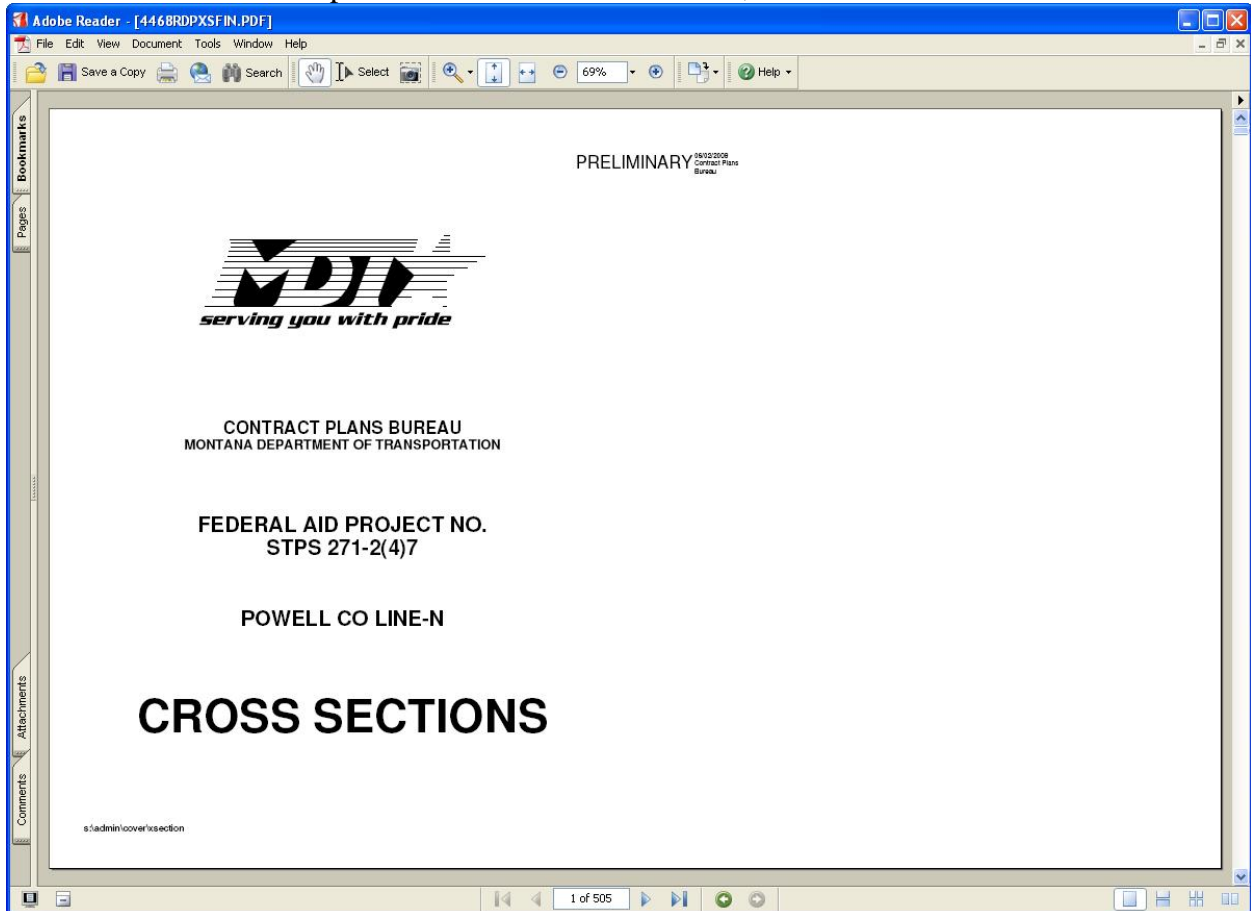 Adobe Reader - [4468RDPXSFIN.PDF]
File Edit View Document Tools Window Help
Save a Copy Search Select 69% Help
Bookmarks
Pages
Attachments
Comments
PRELIMINARY
Contract Plans
Bureau
MDT
serving you with pride
CONTRACT PLANS BUREAU
MONTANA DEPARTMENT OF TRANSPORTATION
FEDERAL AID PROJECT NO.
STPS 271-2(4)7
POWELL CO LINE-N
CROSS SECTIONS
s:\admin\cover\xsection
1 of 505